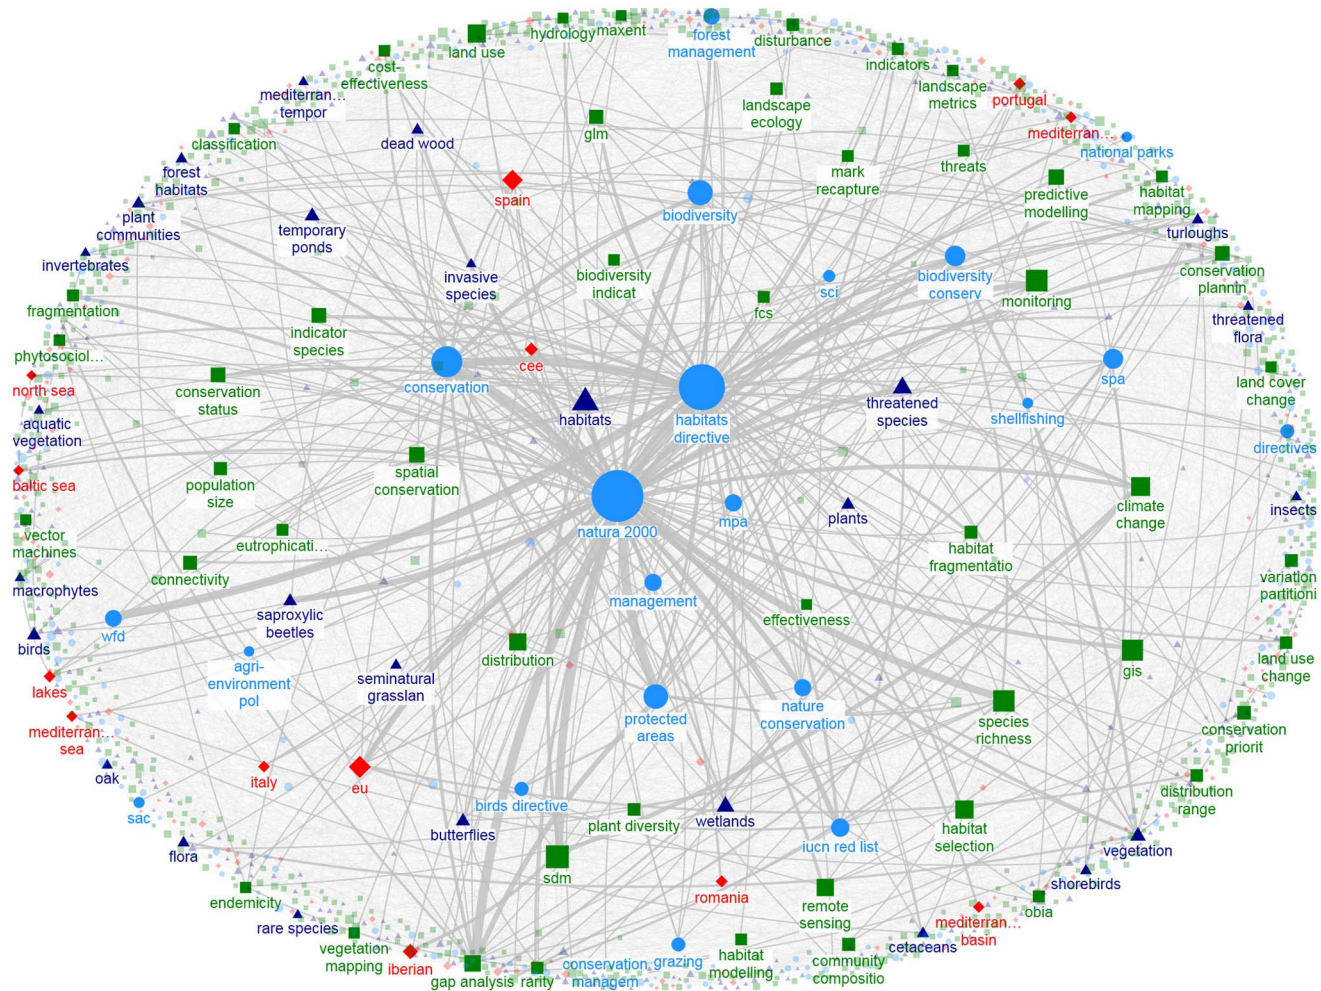 hydrology
maxent
forest
management
disturbance
land use
cost-
effectiveness
indicators
landscape
metrics
mediterran...
tempor
landscape
ecology
portugal
mediterran...
national parks
classification
dead wood
glm
mark
recapture
threats
forest
habitats
spain
biodiversity
predictive
modelling
habitat
mapping
plant
communities
temporary
ponds
turloughs
invertebrates
invasive
species
biodiversity
indicat
sci
biodiversity
conserv
monitoring
conservation
plannin
fragmentation
indicator
species
fcs
threatened
flora
phytosociol...
cee
conservation
spa
north sea
conservation
status
habitats
habitats
directive
threatened
species
shellfishing
land cover
change
aquatic
vegetation
directives
baltic sea
population
size
spatial
conservation
climate
change
insects
natura 2000
mpa
plants
vector
machines
eutrophicati...
habitat
fragmentatio
connectivity
macrophytes
management
variation
partitioni
saproxylic
beetles
effectiveness
wfd
birds
agri-
environment
pol
distribution
gis
land use
change
lakes
seminatural
grasslan
protected
areas
nature
conservation
species
richness
mediterran...
sea
conservation
priorit
oak
italy
eu
distribution
range
sac
birds directive
butterflies
plant diversity
wetlands
iucn red list
habitat
selection
flora
vegetation
sdm
shorebirds
endemicity
romania
remote
sensing
obia
rare species
mediterran...
basin
vegetation
mapping
iberian
cetaceans
gap analysis
rarity
conservation
managem
grazing
habitat
modelling
community
compositio